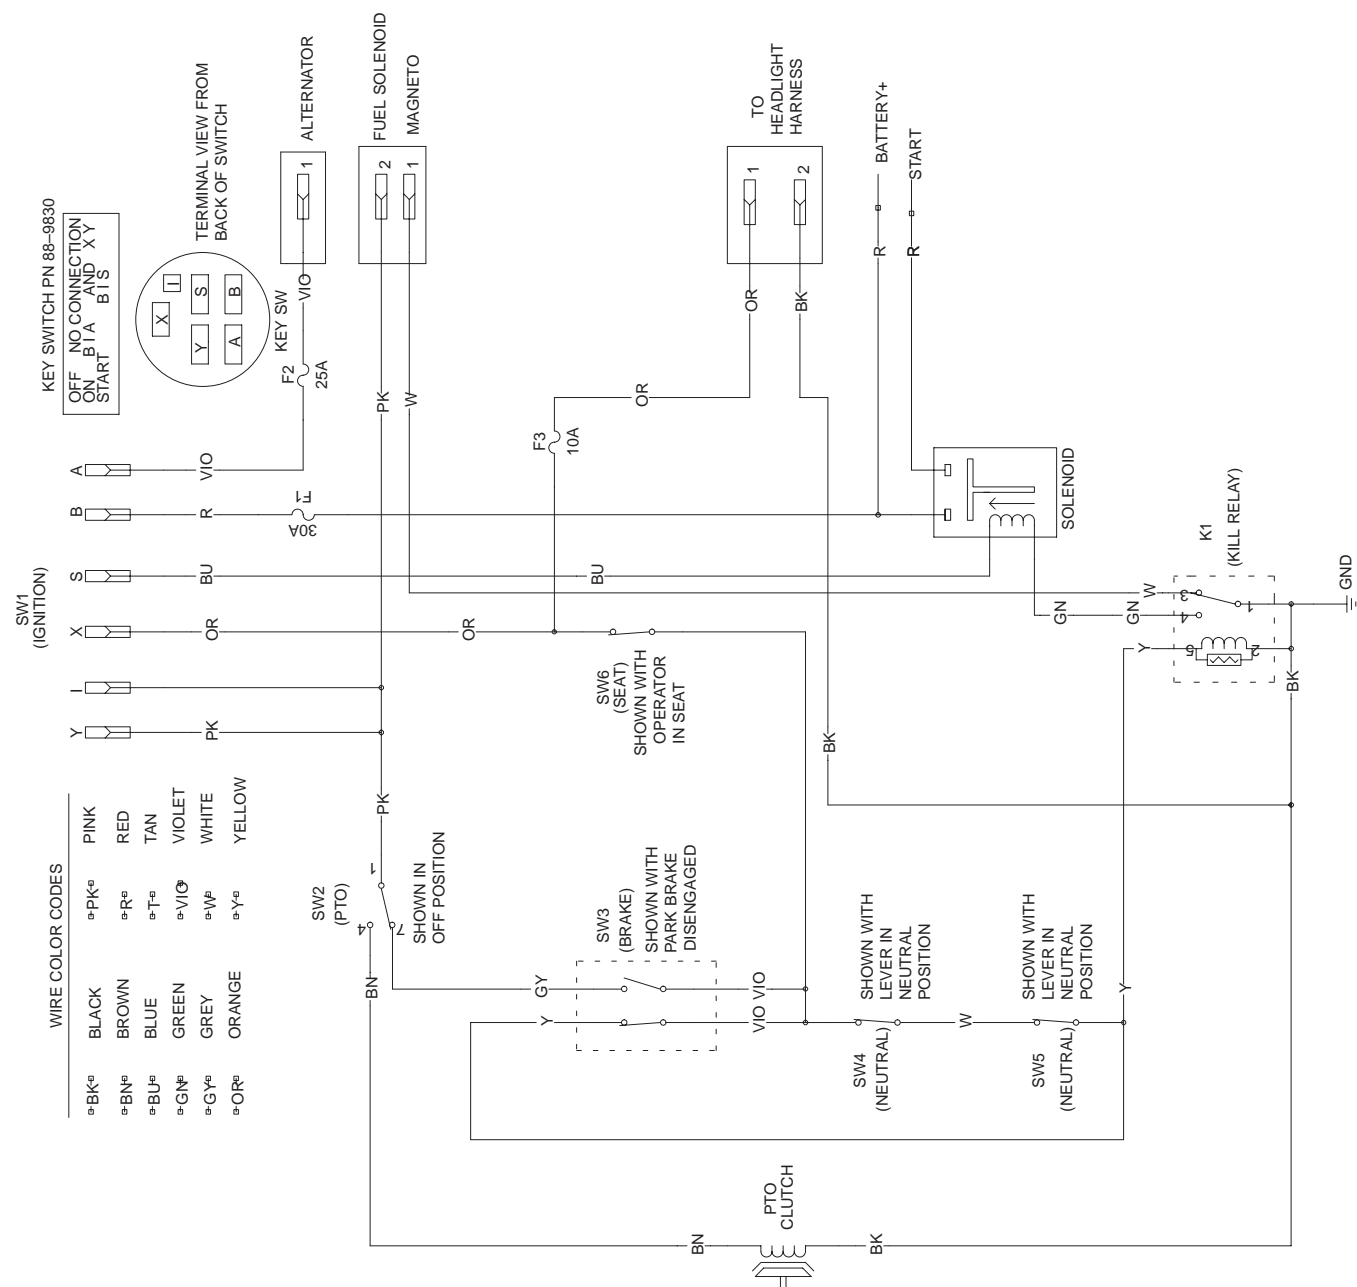 KEY SWITCH PN 88–9830
OFF NO CONNECTION
ON B I A AND X Y
START B I S
TERMINAL VIEW FROM
BACK OF SWITCH
X
I
Y
S
A
B
KEY SW
ALTERNATOR
1
VIO
F2
25A
FUEL SOLENOID
MAGNETO
2
1
PK
W
TO
HEADLIGHT
HARNESS
1
2
OR
BK
BATTERY+
START
R
R
SW1
(IGNITION)
A
VIO
B
R
F1
30A
S
BU
BU
X
OR
OR
I
Y
PK
F3
10A
OR
SOLENOID
K1
(KILL RELAY)
3
4
1
5
2
W
GN
GN
Y
GND
BK
SW6
(SEAT)
SHOWN WITH
OPERATOR
IN SEAT
BK
WIRE COLOR CODES
BK BLACK PK PINK
BN BROWN R RED
BU BLUE T TAN
GN GREEN VIO VIOLET
GY GREY W WHITE
OR ORANGE Y YELLOW
PK
SW2
(PTO)
1
4
7
SHOWN IN
OFF POSITION
BN
GY
Y
SW3
(BRAKE)
SHOWN WITH
PARK BRAKE
DISENGAGED
VIO VIO
VIO VIO
SHOWN WITH
LEVER IN
NEUTRAL
POSITION
SW4
(NEUTRAL)
W
SHOWN WITH
LEVER IN
NEUTRAL
POSITION
SW5
(NEUTRAL)
Y
BN
PTO
CLUTCH
BK